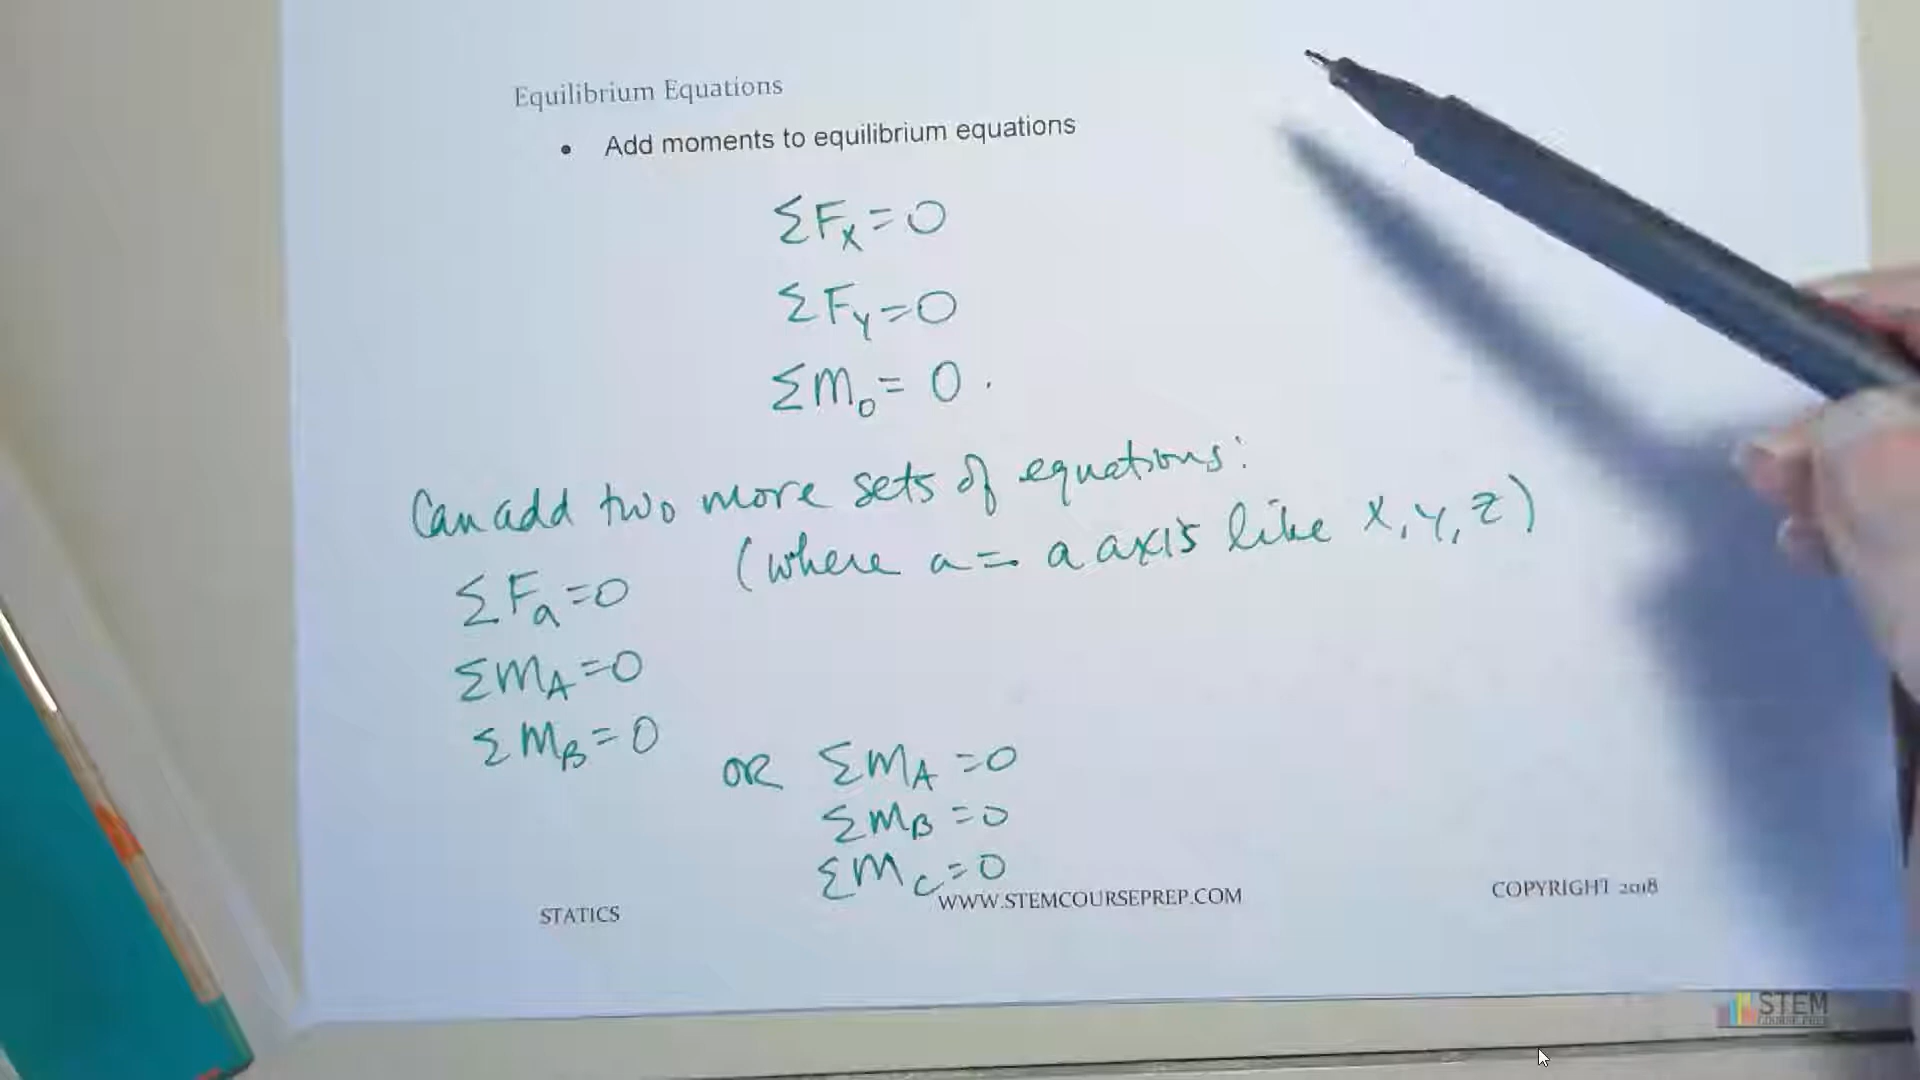 Equilibrium Equations
• Add moments to equilibrium equations
ΣFx=0
ΣFy=0
ΣMo=0.
Can add two more sets of equations:
(where a = a axis like x, y, z)
ΣFa=0
ΣMA=0
ΣMB=0
OR ΣMA=0
ΣMB=0
ΣMC=0
STATICS WWW.STEMCOURSEPREP.COM COPYRIGHT 2018
STEM
COURSE PREP